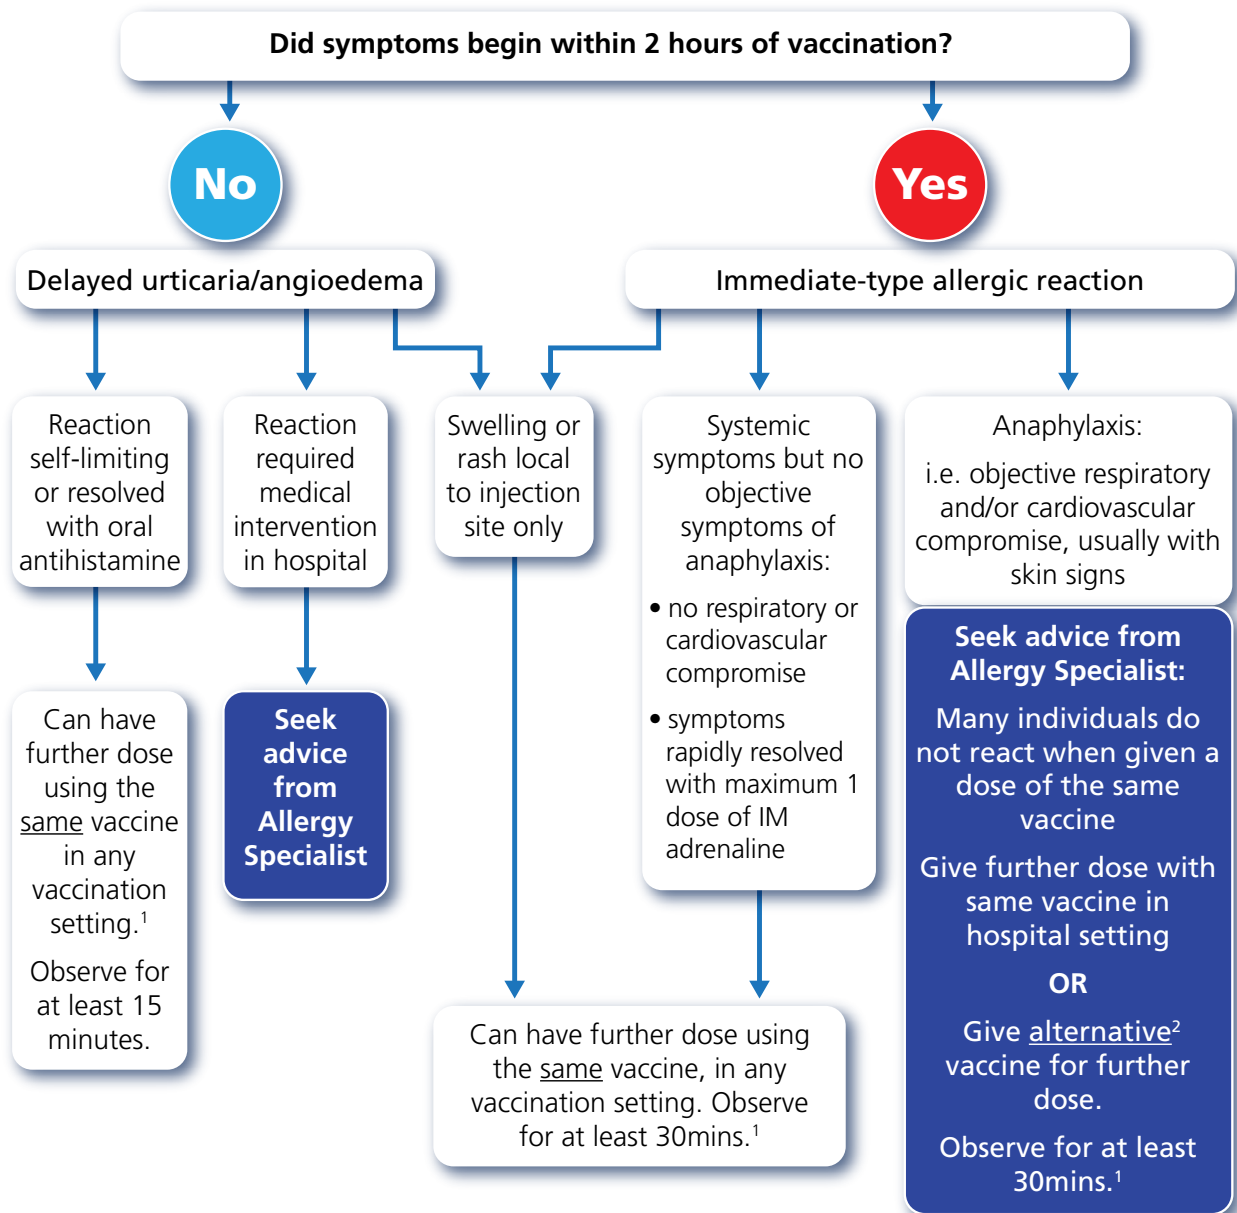 Did symptoms begin within 2 hours of vaccination?
No
Yes
Delayed urticaria/angioedema
Immediate-type allergic reaction
Reaction
self-limiting
or resolved
with oral
antihistamine
Reaction
required
medical
intervention
in hospital
Swelling or
rash local
to injection
site only
Systemic
symptoms but no
objective
symptoms of
anaphylaxis:
• no respiratory or
cardiovascular
compromise
• symptoms
rapidly resolved
with maximum 1
dose of IM
adrenaline
Anaphylaxis:
i.e. objective respiratory
and/or cardiovascular
compromise, usually with
skin signs
Can have
further dose
using the
same vaccine
in any
vaccination
setting.¹
Observe for
at least 15
minutes.
Seek
advice
from
Allergy
Specialist
Can have further dose using
the same vaccine, in any
vaccination setting. Observe
for at least 30mins.¹
Seek advice from
Allergy Specialist:
Many individuals do
not react when given a
dose of the same
vaccine
Give further dose with
same vaccine in
hospital setting
OR
Give alternative²
vaccine for further
dose.
Observe for at least
30mins.¹